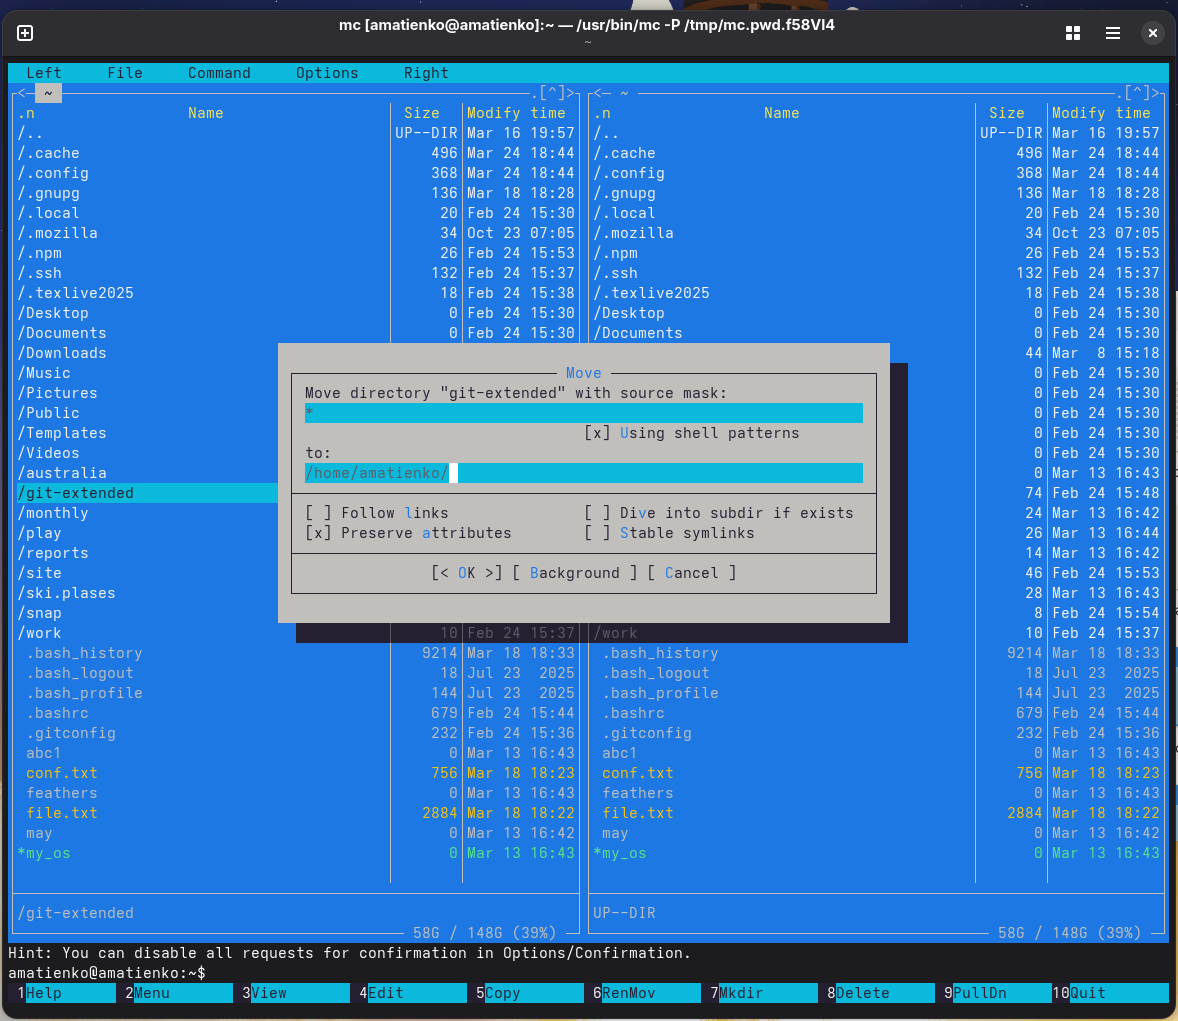 mc [amatienko@amatienko]:~ — /usr/bin/mc -P /tmp/mc.pwd.f58VI4
~
Left File Command Options Right
<─ ~ .[^]> <─ ~ .[^]>
.n Name Size Modify time .n Name Size Modify time
/.. UP--DIR Mar 16 19:57 /.. UP--DIR Mar 16 19:57
/.cache 496 Mar 24 18:44 /.cache 496 Mar 24 18:44
/.config 368 Mar 24 18:44 /.config 368 Mar 24 18:44
/.gnupg 136 Mar 18 18:28 /.gnupg 136 Mar 18 18:28
/.local 20 Feb 24 15:30 /.local 20 Feb 24 15:30
/.mozilla 34 Oct 23 07:05 /.mozilla 34 Oct 23 07:05
/.npm 26 Feb 24 15:53 /.npm 26 Feb 24 15:53
/.ssh 132 Feb 24 15:37 /.ssh 132 Feb 24 15:37
/.texlive2025 18 Feb 24 15:38 /.texlive2025 18 Feb 24 15:38
/Desktop 0 Feb 24 15:30 /Desktop 0 Feb 24 15:30
/Documents 0 Feb 24 15:30 /Documents 0 Feb 24 15:30
/Downloads 44 Mar 8 15:18
/Music Move 0 Feb 24 15:30
/Pictures Move directory "git-extended" with source mask: 0 Feb 24 15:30
/Public * 0 Feb 24 15:30
/Templates [x] Using shell patterns 0 Feb 24 15:30
/Videos to: 0 Feb 24 15:30
/australia /home/amatienko/ 0 Mar 13 16:43
/git-extended 74 Feb 24 15:48
/monthly [ ] Follow links [ ] Dive into subdir if exists 24 Mar 13 16:42
/play [x] Preserve attributes [ ] Stable symlinks 26 Mar 13 16:44
/reports 14 Mar 13 16:42
/site [< OK >] [ Background ] [ Cancel ] 46 Feb 24 15:53
/ski.plases 28 Mar 13 16:43
/snap 8 Feb 24 15:54
/work 10 Feb 24 15:37 /work 10 Feb 24 15:37
.bash_history 9214 Mar 18 18:33 .bash_history 9214 Mar 18 18:33
.bash_logout 18 Jul 23 2025 .bash_logout 18 Jul 23 2025
.bash_profile 144 Jul 23 2025 .bash_profile 144 Jul 23 2025
.bashrc 679 Feb 24 15:44 .bashrc 679 Feb 24 15:44
.gitconfig 232 Feb 24 15:36 .gitconfig 232 Feb 24 15:36
abc1 0 Mar 13 16:43 abc1 0 Mar 13 16:43
conf.txt 756 Mar 18 18:23 conf.txt 756 Mar 18 18:23
feathers 0 Mar 13 16:43 feathers 0 Mar 13 16:43
file.txt 2884 Mar 18 18:22 file.txt 2884 Mar 18 18:22
may 0 Mar 13 16:42 may 0 Mar 13 16:42
*my_os 0 Mar 13 16:43 *my_os 0 Mar 13 16:43
/git-extended UP--DIR
58G / 148G (39%) 58G / 148G (39%)
Hint: You can disable all requests for confirmation in Options/Confirmation.
amatienko@amatienko:~$
1Help 2Menu 3View 4Edit 5Copy 6RenMov 7Mkdir 8Delete 9PullDn 10Quit